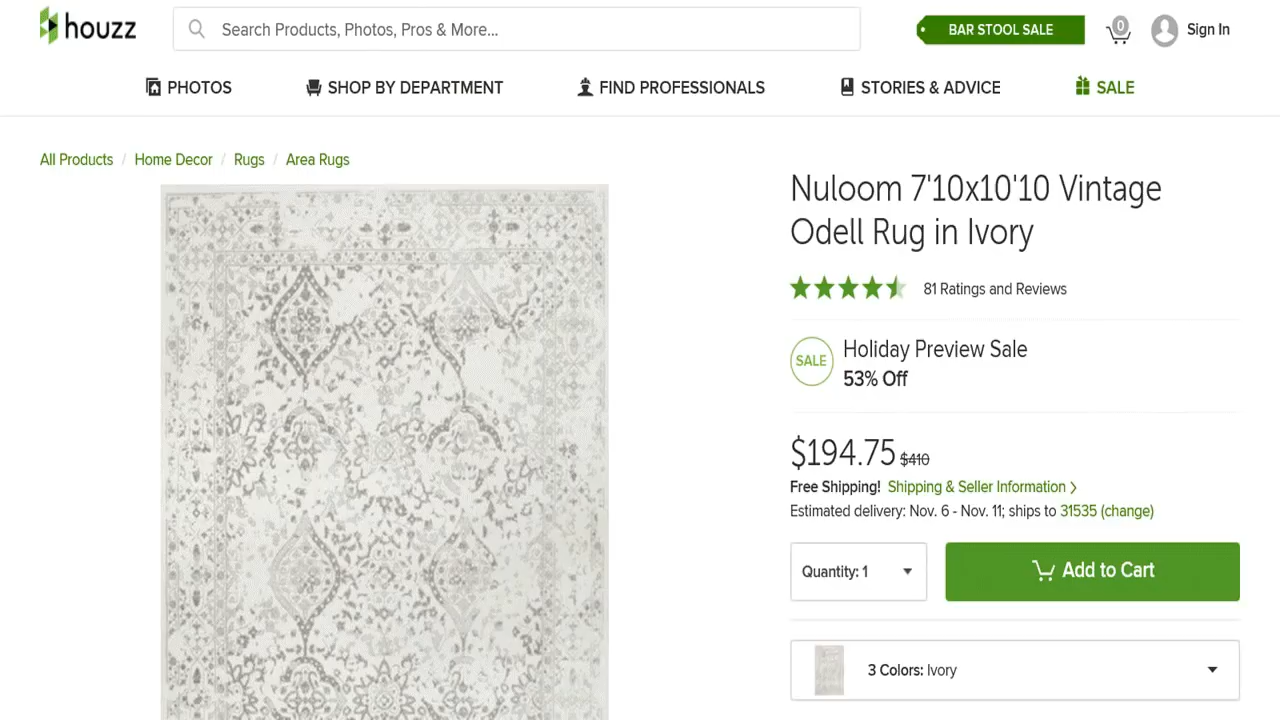 houzz
Search Products, Photos, Pros & More...
BAR STOOL SALE
0
Sign In
PHOTOS
SHOP BY DEPARTMENT
FIND PROFESSIONALS
STORIES & ADVICE
SALE
All Products / Home Decor / Rugs / Area Rugs
Nuloom 7'10x10'10 Vintage
Odell Rug in Ivory
81 Ratings and Reviews
SALE
Holiday Preview Sale
53% Off
$194.75 $410
Free Shipping! Shipping & Seller Information >
Estimated delivery: Nov. 6 - Nov. 11; ships to 31535 (change)
Quantity: 1
Add to Cart
3 Colors: Ivory